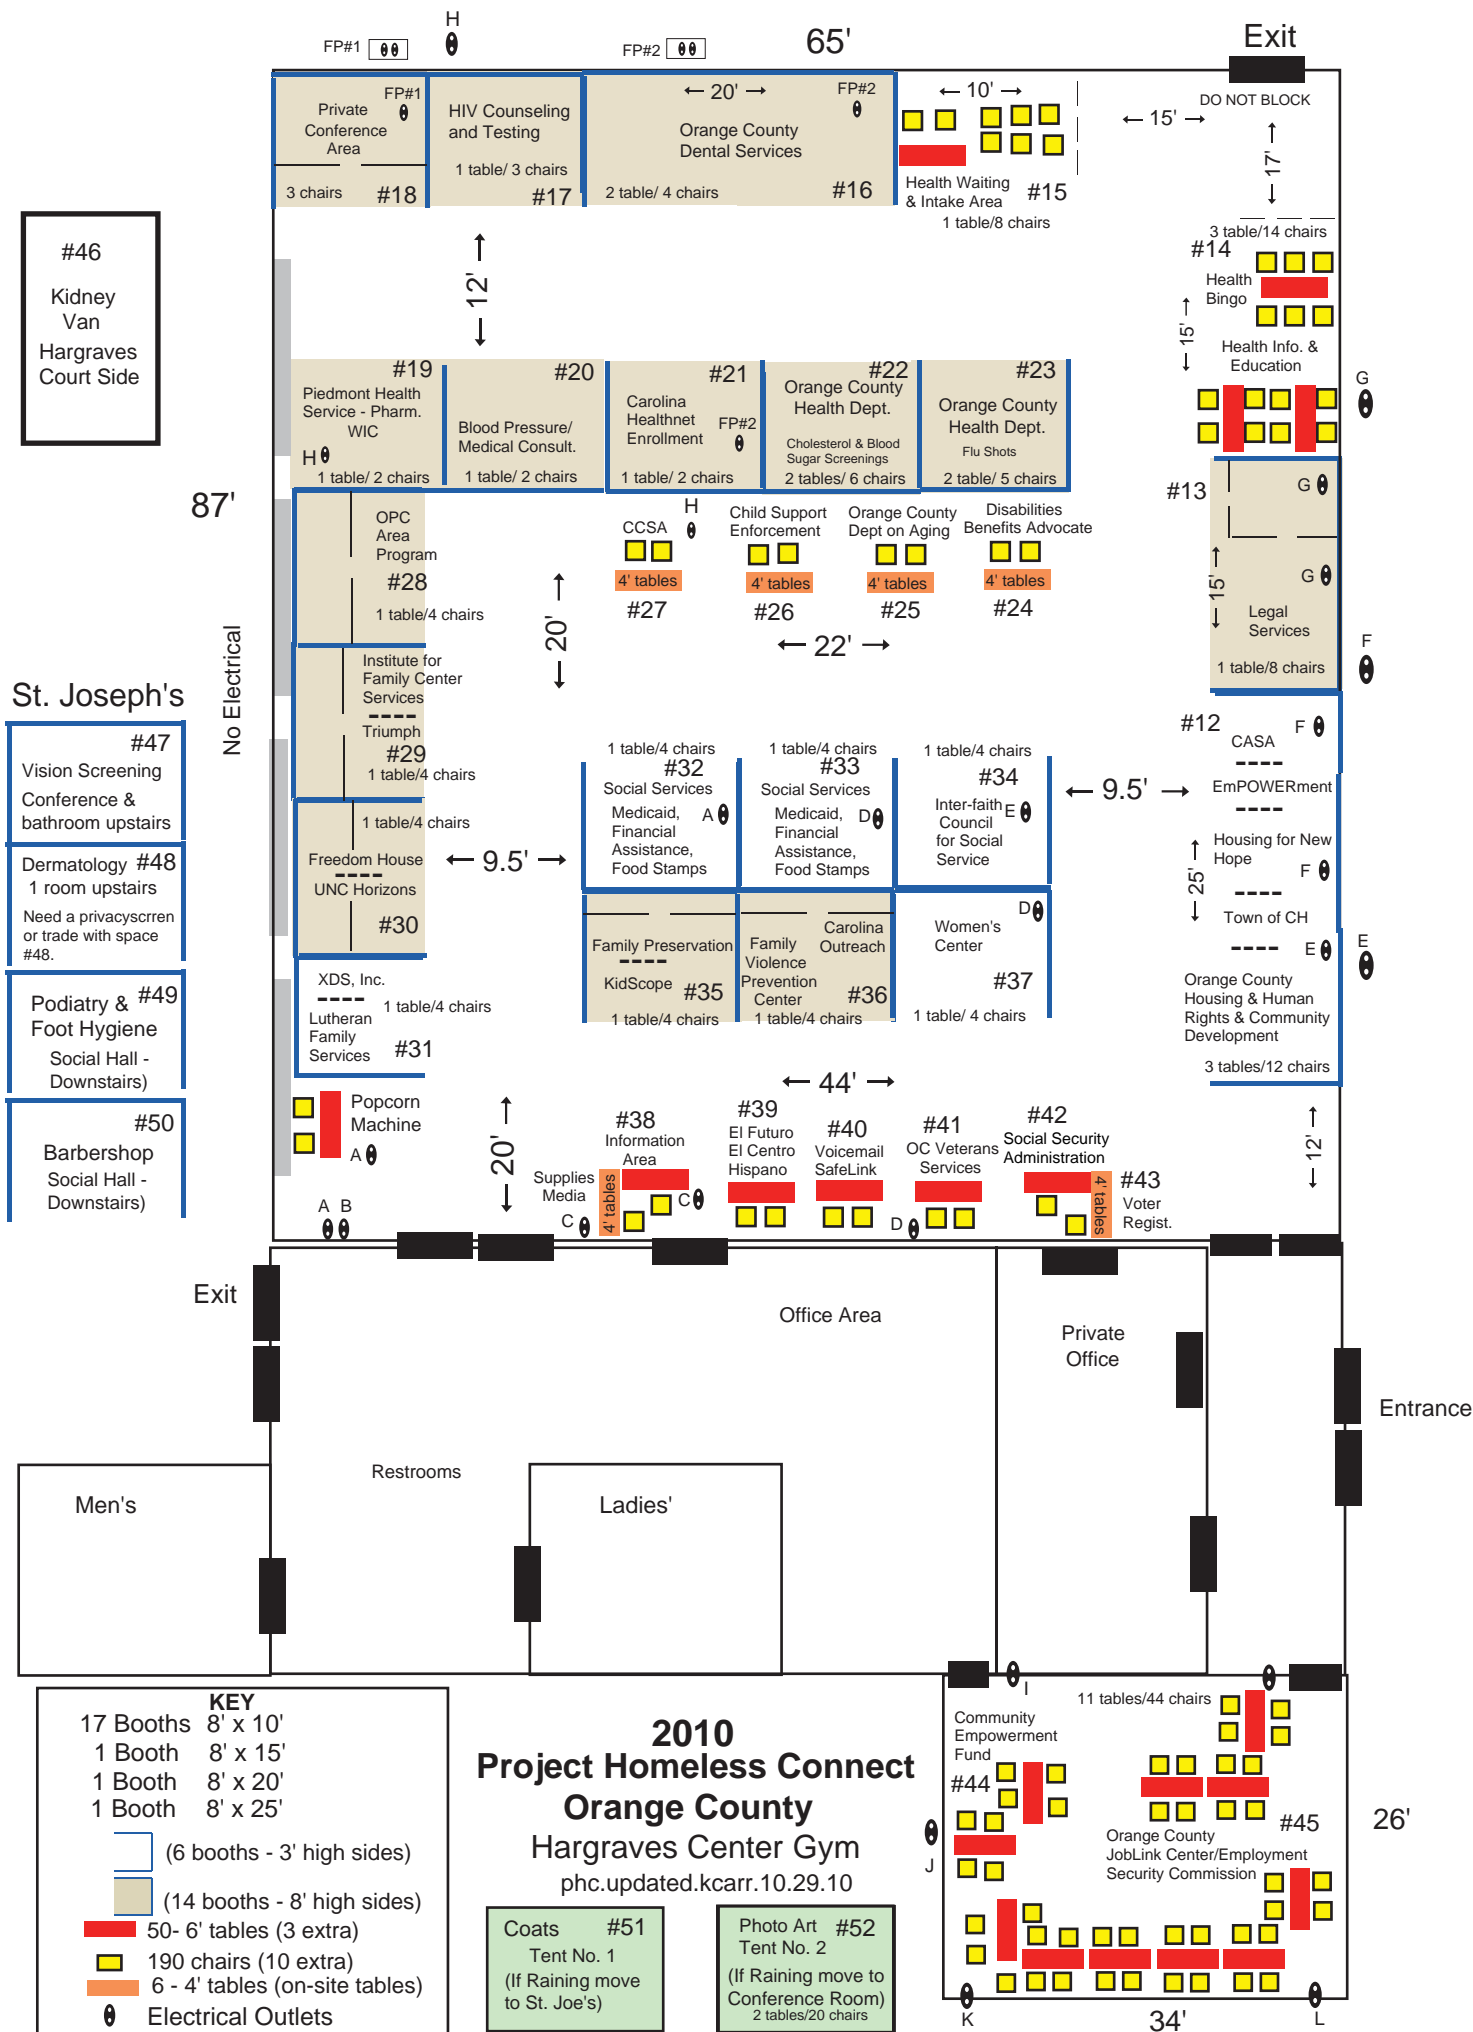 H
FP#1
FP#2
65'
Exit
Private
Conference
Area
FP#1
3 chairs
#18
HIV Counseling
and Testing
1 table/ 3 chairs
#17
← 20' →
FP#2
Orange County
Dental Services
2 table/ 4 chairs
#16
← 10' →
Health Waiting
& Intake Area
#15
1 table/8 chairs
DO NOT BLOCK
← 15' →
17'
3 table/14 chairs
#14
Health
Bingo
15'
Health Info. &
Education
G
#46
Kidney
Van
Hargraves
Court Side
12'
#19
Piedmont Health
Service - Pharm.
WIC
H
1 table/ 2 chairs
#20
Blood Pressure/
Medical Consult.
1 table/ 2 chairs
#21
Carolina
Healthnet
Enrollment
FP#2
1 table/ 2 chairs
#22
Orange County
Health Dept.
Cholesterol & Blood
Sugar Screenings
2 tables/ 6 chairs
#23
Orange County
Health Dept.
Flu Shots
2 table/ 5 chairs
87'
No Electrical
#13
G
G
15'
Legal
Services
1 table/8 chairs
F
OPC
Area
Program
#28
1 table/4 chairs
CCSA
H
4' tables
#27
Child Support
Enforcement
4' tables
#26
Orange County
Dept on Aging
4' tables
#25
Disabilities
Benefits Advocate
4' tables
#24
20'
← 22' →
Institute for
Family Center
Services
Triumph
#29
1 table/4 chairs
St. Joseph's
#47
Vision Screening
Conference &
bathroom upstairs
Dermatology #48
1 room upstairs
Need a privacyscrren
or trade with space
#48.
Podiatry & #49
Foot Hygiene
Social Hall -
Downstairs)
#50
Barbershop
Social Hall -
Downstairs)
1 table/4 chairs
Freedom House
UNC Horizons
#30
← 9.5' →
1 table/4 chairs
#32
Social Services
Medicaid,
Financial
Assistance,
Food Stamps
A
1 table/4 chairs
#33
Social Services
Medicaid,
Financial
Assistance,
Food Stamps
D
1 table/4 chairs
#34
Inter-faith
Council
for Social
Service
E
← 9.5' →
#12
F
CASA
EmPOWERment
Housing for New
Hope
F
25'
Town of CH
E
E
Orange County
Housing & Human
Rights & Community
Development
3 tables/12 chairs
Family Preservation
KidScope
#35
1 table/4 chairs
Carolina
Outreach
Family
Violence
Prevention
Center
#36
1 table/4 chairs
D
Women's
Center
#37
1 table/ 4 chairs
XDS, Inc.
1 table/4 chairs
Lutheran
Family
Services
#31
← 44' →
Popcorn
Machine
A
A B
20'
#38
Information
Area
Supplies
Media
C
4' tables
C
#39
El Futuro
El Centro
Hispano
#40
Voicemail
SafeLink
#41
OC Veterans
Services
D
#42
Social Security
Administration
4' tables
#43
Voter
Regist.
12'
Exit
Office Area
Private
Office
Entrance
Men's
Restrooms
Ladies'
KEY
17 Booths 8' x 10'
1 Booth 8' x 15'
1 Booth 8' x 20'
1 Booth 8' x 25'
(6 booths - 3' high sides)
(14 booths - 8' high sides)
50- 6' tables (3 extra)
190 chairs (10 extra)
6 - 4' tables (on-site tables)
Electrical Outlets
2010
Project Homeless Connect
Orange County
Hargraves Center Gym
phc.updated.kcarr.10.29.10
Coats #51
Tent No. 1
(If Raining move
to St. Joe's)
Photo Art #52
Tent No. 2
(If Raining move to
Conference Room)
2 tables/20 chairs
I
11 tables/44 chairs
Community
Empowerment
Fund
#44
J
#45
Orange County
JobLink Center/Employment
Security Commission
26'
K
34'
L